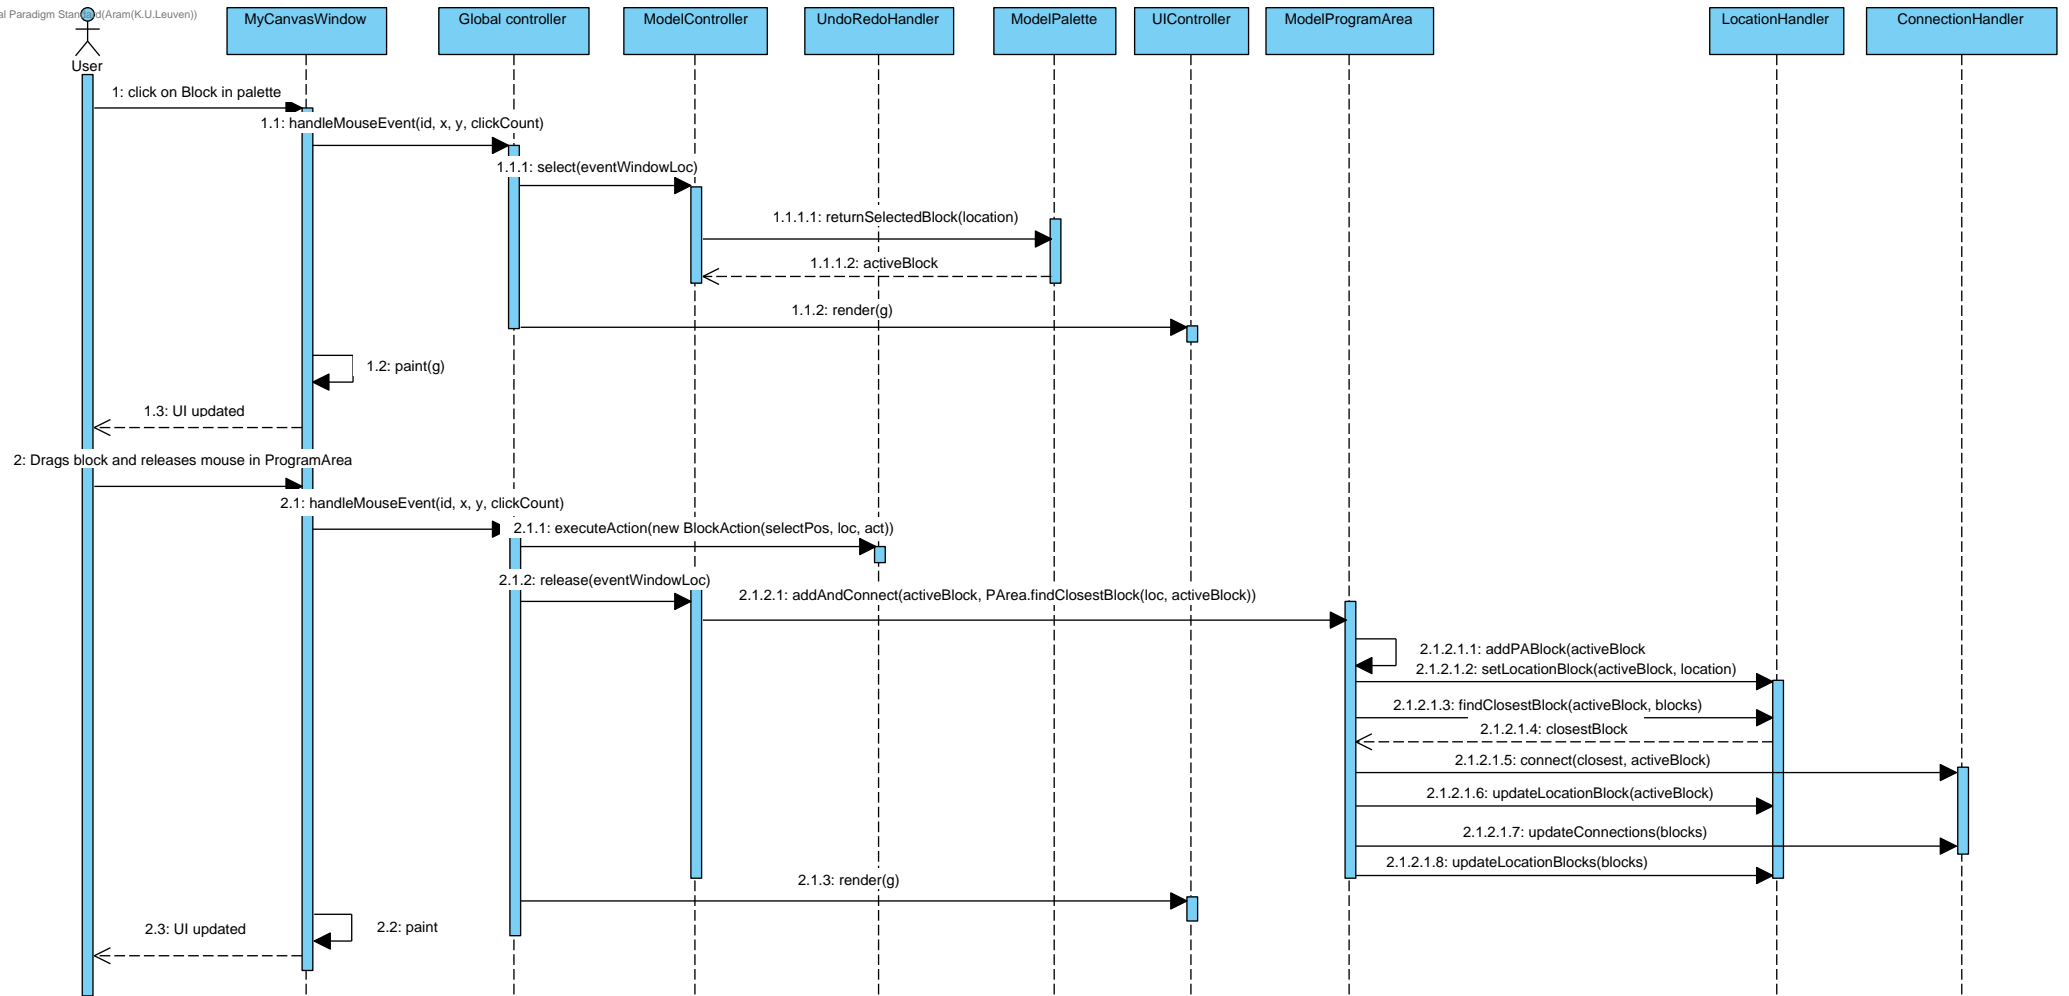 al Paradigm Standard(Aram(K.U.Leuven))
MyCanvasWindow
Global controller
ModelController
UndoRedoHandler
ModelPalette
UIController
ModelProgramArea
LocationHandler
ConnectionHandler
User
1: click on Block in palette
1.1: handleMouseEvent(id, x, y, clickCount)
1.1.1: select(eventWindowLoc)
1.1.1.1: returnSelectedBlock(location)
1.1.1.2: activeBlock
1.1.2: render(g)
1.2: paint(g)
1.3: UI updated
2: Drags block and releases mouse in ProgramArea
2.1: handleMouseEvent(id, x, y, clickCount)
2.1.1: executeAction(new BlockAction(selectPos, loc, act))
2.1.2: release(eventWindowLoc)
2.1.2.1: addAndConnect(activeBlock, PArea.findClosestBlock(loc, activeBlock))
2.1.2.1.1: addPABlock(activeBlock
2.1.2.1.2: setLocationBlock(activeBlock, location)
2.1.2.1.3: findClosestBlock(activeBlock, blocks)
2.1.2.1.4: closestBlock
2.1.2.1.5: connect(closest, activeBlock)
2.1.2.1.6: updateLocationBlock(activeBlock)
2.1.2.1.7: updateConnections(blocks)
2.1.2.1.8: updateLocationBlocks(blocks)
2.1.3: render(g)
2.2: paint
2.3: UI updated